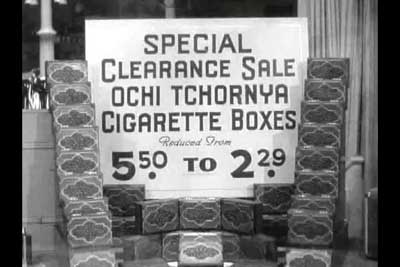 SPECIAL
CLEARANCE SALE
OCHI TCHORNYA
CIGARETTE BOXES
Reduced From
5.50 TO 2.29